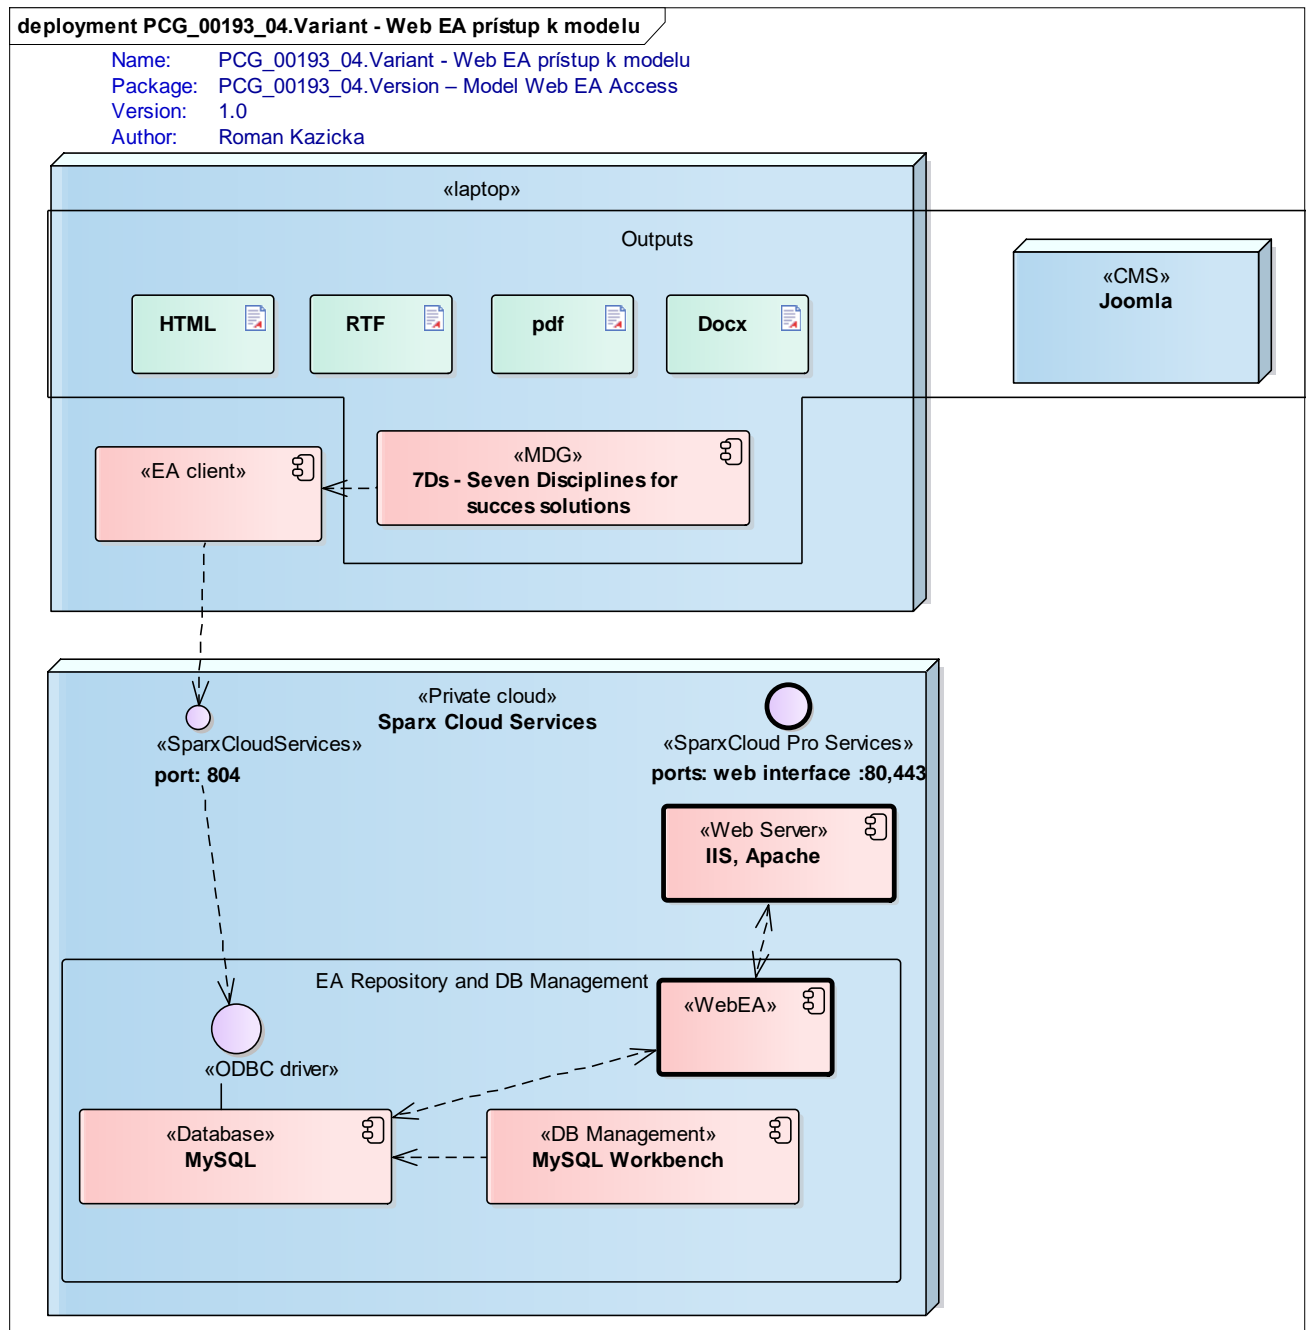 deployment PCG_00193_04.Variant - Web EA prístup k modelu
Name: PCG_00193_04.Variant - Web EA prístup k modelu
Package: PCG_00193_04.Version – Model Web EA Access
Version: 1.0
Author: Roman Kazicka
«laptop»
Outputs
«CMS»
Joomla
HTML
RTF
pdf
Docx
«EA client»
«MDG»
7Ds - Seven Disciplines for
succes solutions
«Private cloud»
Sparx Cloud Services
«SparxCloudServices»
port: 804
«SparxCloud Pro Services»
ports: web interface :80,443
«Web Server»
IIS, Apache
EA Repository and DB Management
«WebEA»
«ODBC driver»
«Database»
MySQL
«DB Management»
MySQL Workbench